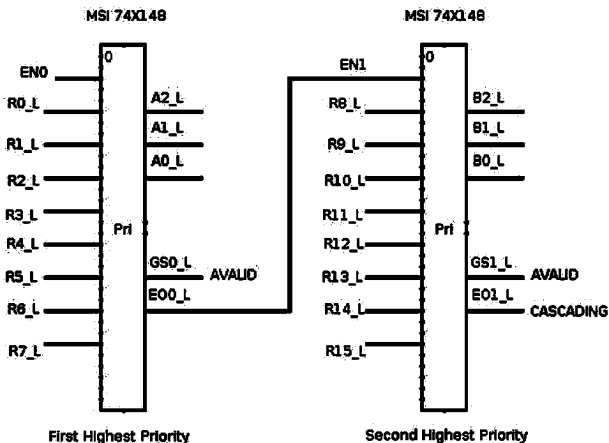 MSI 74X148
MSI 74X148
0
EN0
R0_L
R1_L
R2_L
R3_L
R4_L
R5_L
R6_L
R7_L
A2_L
A1_L
A0_L
Pri
GS0_L
AVALID
EO0_L
First Highest Priority
0
EN1
R8_L
R9_L
R10_L
R11_L
R12_L
R13_L
R14_L
R15_L
B2_L
B1_L
B0_L
Pri
GS1_L
AVALID
EO1_L
CASCADING
Second Highest Priority